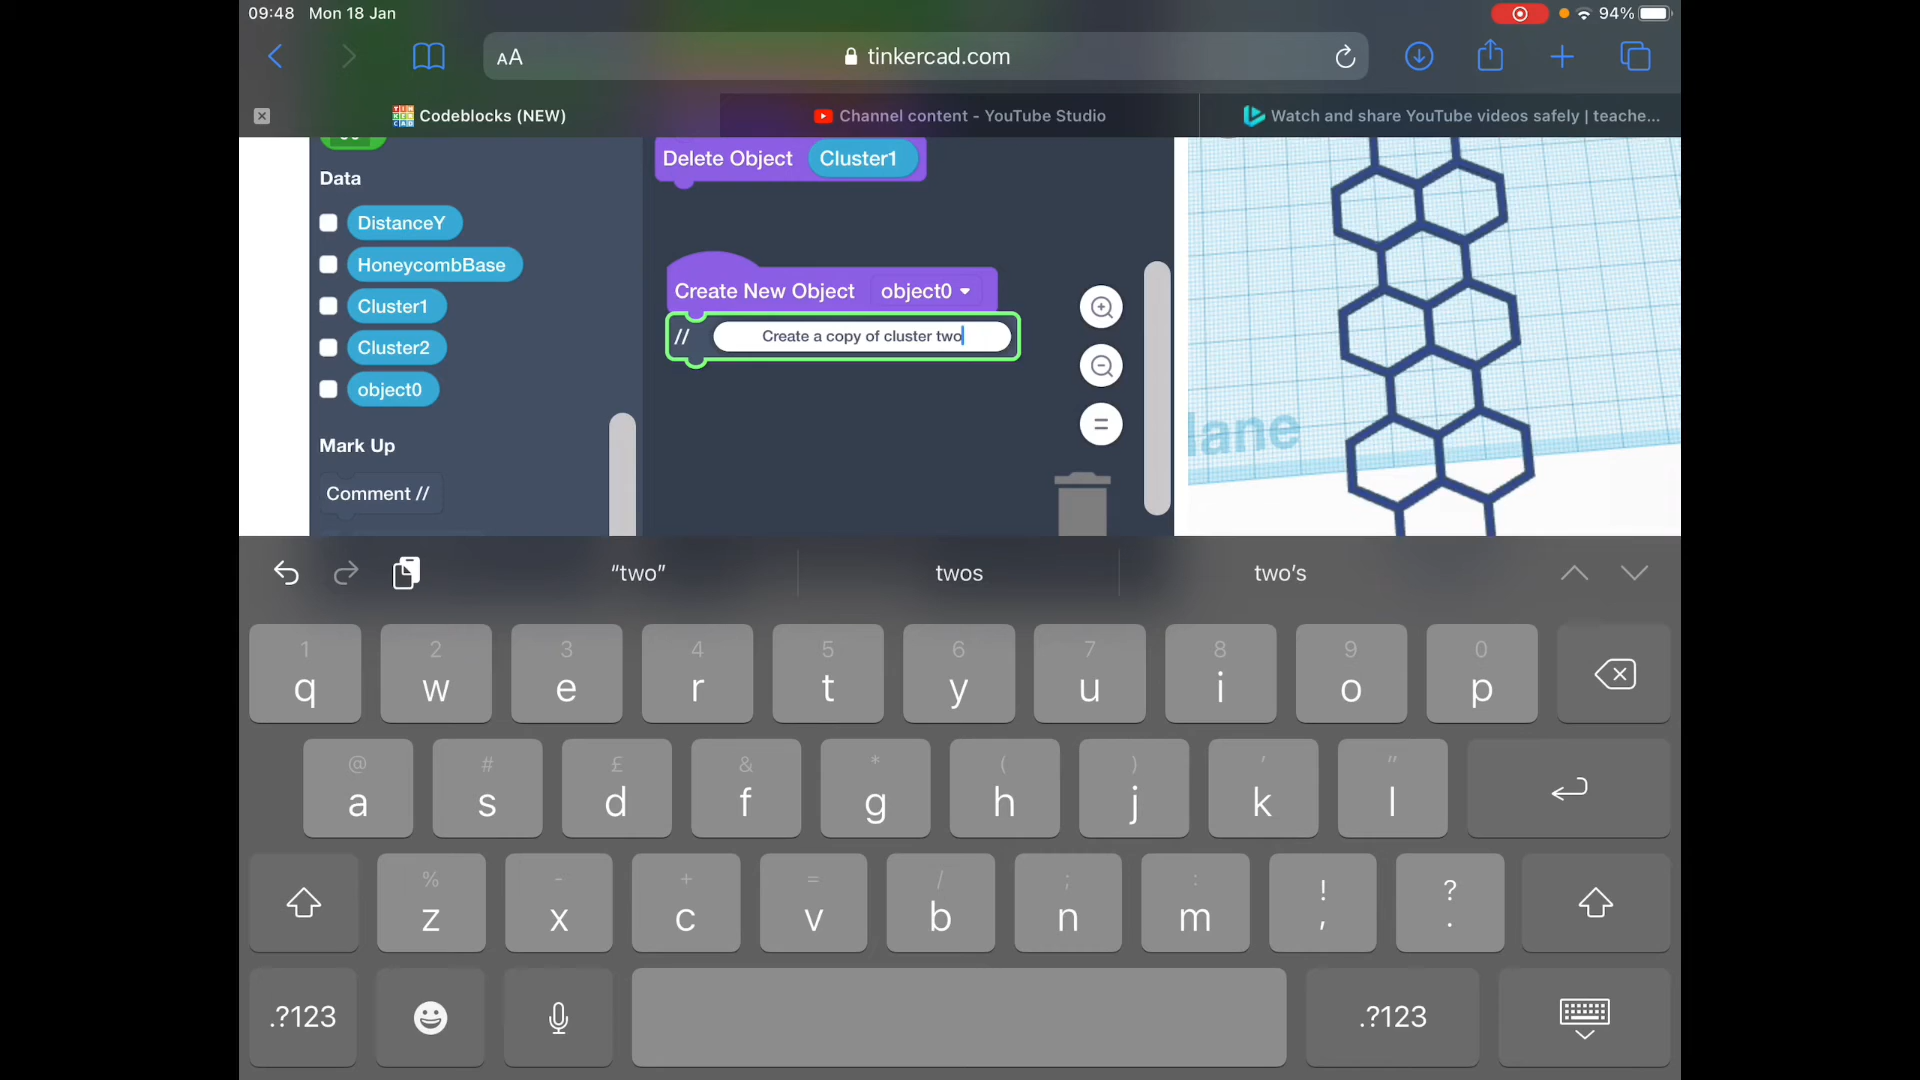 09:48 Mon 18 Jan
94%
AA
tinkercad.com
Codeblocks (NEW)
Channel content - YouTube Studio
Watch and share YouTube videos safely | teache...
Data
DistanceY
HoneycombBase
Cluster1
Cluster2
object0
Mark Up
Comment //
Delete Object Cluster1
Create New Object object0
// Create a copy of cluster two
lane
“two”
twos
two’s
1 2 3 4 5 6 7 8 9 0
q w e r t y u i o p
@ # £ & * ( ) ' "
a s d f g h j k l
% - + = / ; : ! ?
z x c v b n m , .
.?123
.?123